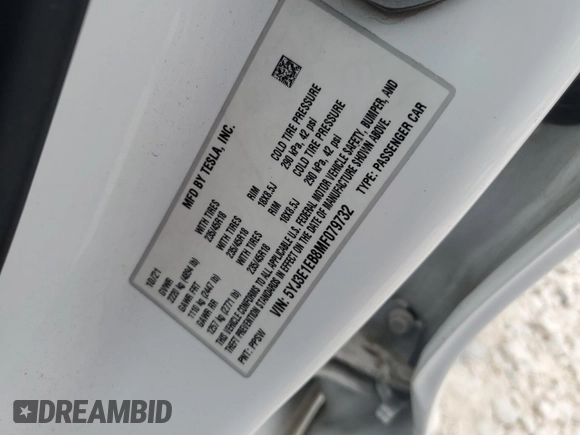 MFD BY TESLA, INC.
10/21
GVWR
2220 kg (4894 lb)
GAWR FRT WITH TIRES RIM COLD TIRE PRESSURE
1110 kg (2447 lb) 235/45R18 18X8.5J 290 kPa, 42 psi
GAWR RR WITH TIRES RIM COLD TIRE PRESSURE
1257 kg (2771 lb) 235/45R18 18X8.5J 290 kPa, 42 psi
THIS VEHICLE CONFORMS TO ALL APPLICABLE U.S. FEDERAL MOTOR VEHICLE SAFETY, BUMPER, AND
THEFT PREVENTION STANDARDS IN EFFECT ON THE DATE OF MANUFACTURE SHOWN ABOVE.
VIN: 5YJ3E1EB8MF079732 TYPE: PASSENGER CAR
PNT: PPSW
DREAMBID